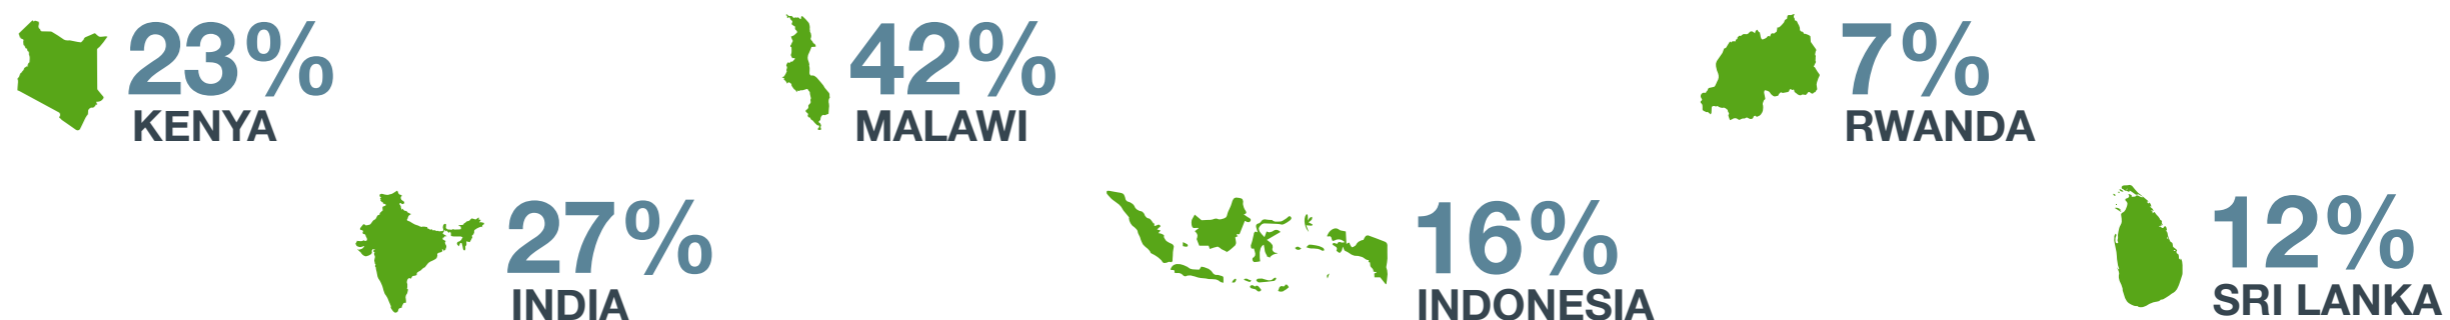 23%
KENYA
42%
MALAWI
7%
RWANDA
27%
INDIA
16%
INDONESIA
12%
SRI LANKA